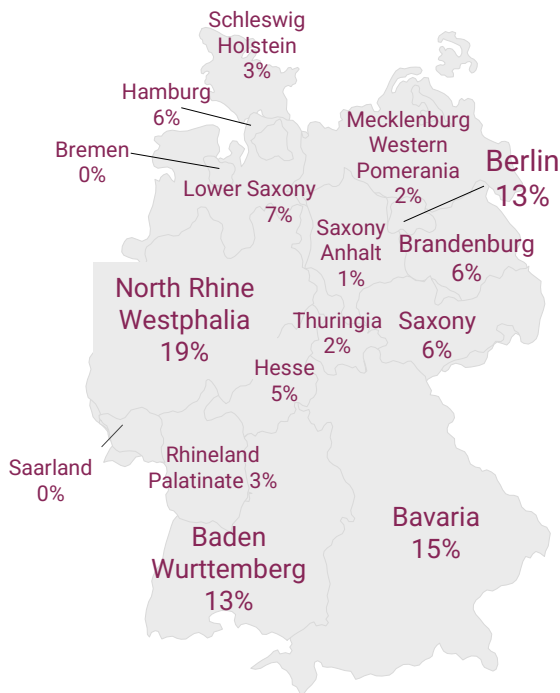 Schleswig
Holstein
3%
Hamburg
6%
Bremen
0%
Mecklenburg
Western
Pomerania
2%
Berlin
13%
Lower Saxony
7%
Saxony
Anhalt
1%
Brandenburg
6%
North Rhine
Westphalia
19%
Thuringia
2%
Saxony
6%
Hesse
5%
Saarland
0%
Rhineland
Palatinate 3%
Bavaria
15%
Baden
Wurttemberg
13%